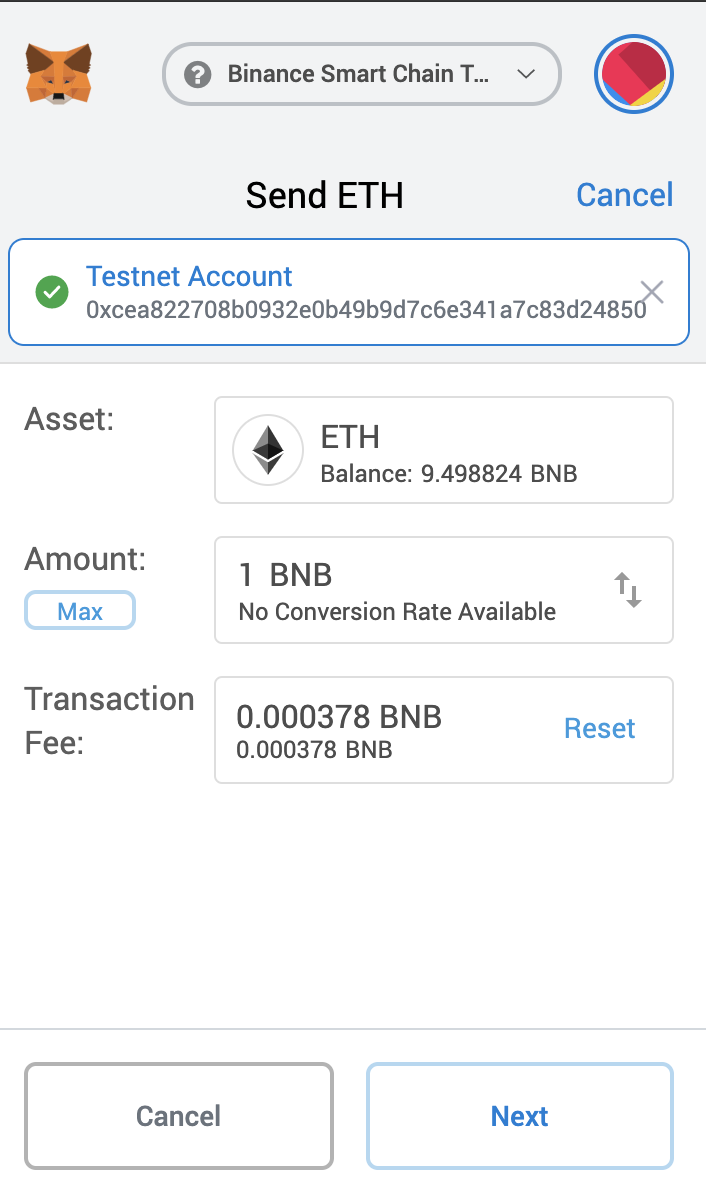 ? Binance Smart Chain T...
Send ETH
Cancel
Testnet Account
0xcea822708b0932e0b49b9d7c6e341a7c83d24850
Asset:
ETH
Balance: 9.498824 BNB
Amount:
Max
1 BNB
No Conversion Rate Available
Transaction
Fee:
0.000378 BNB
0.000378 BNB
Reset
Cancel
Next